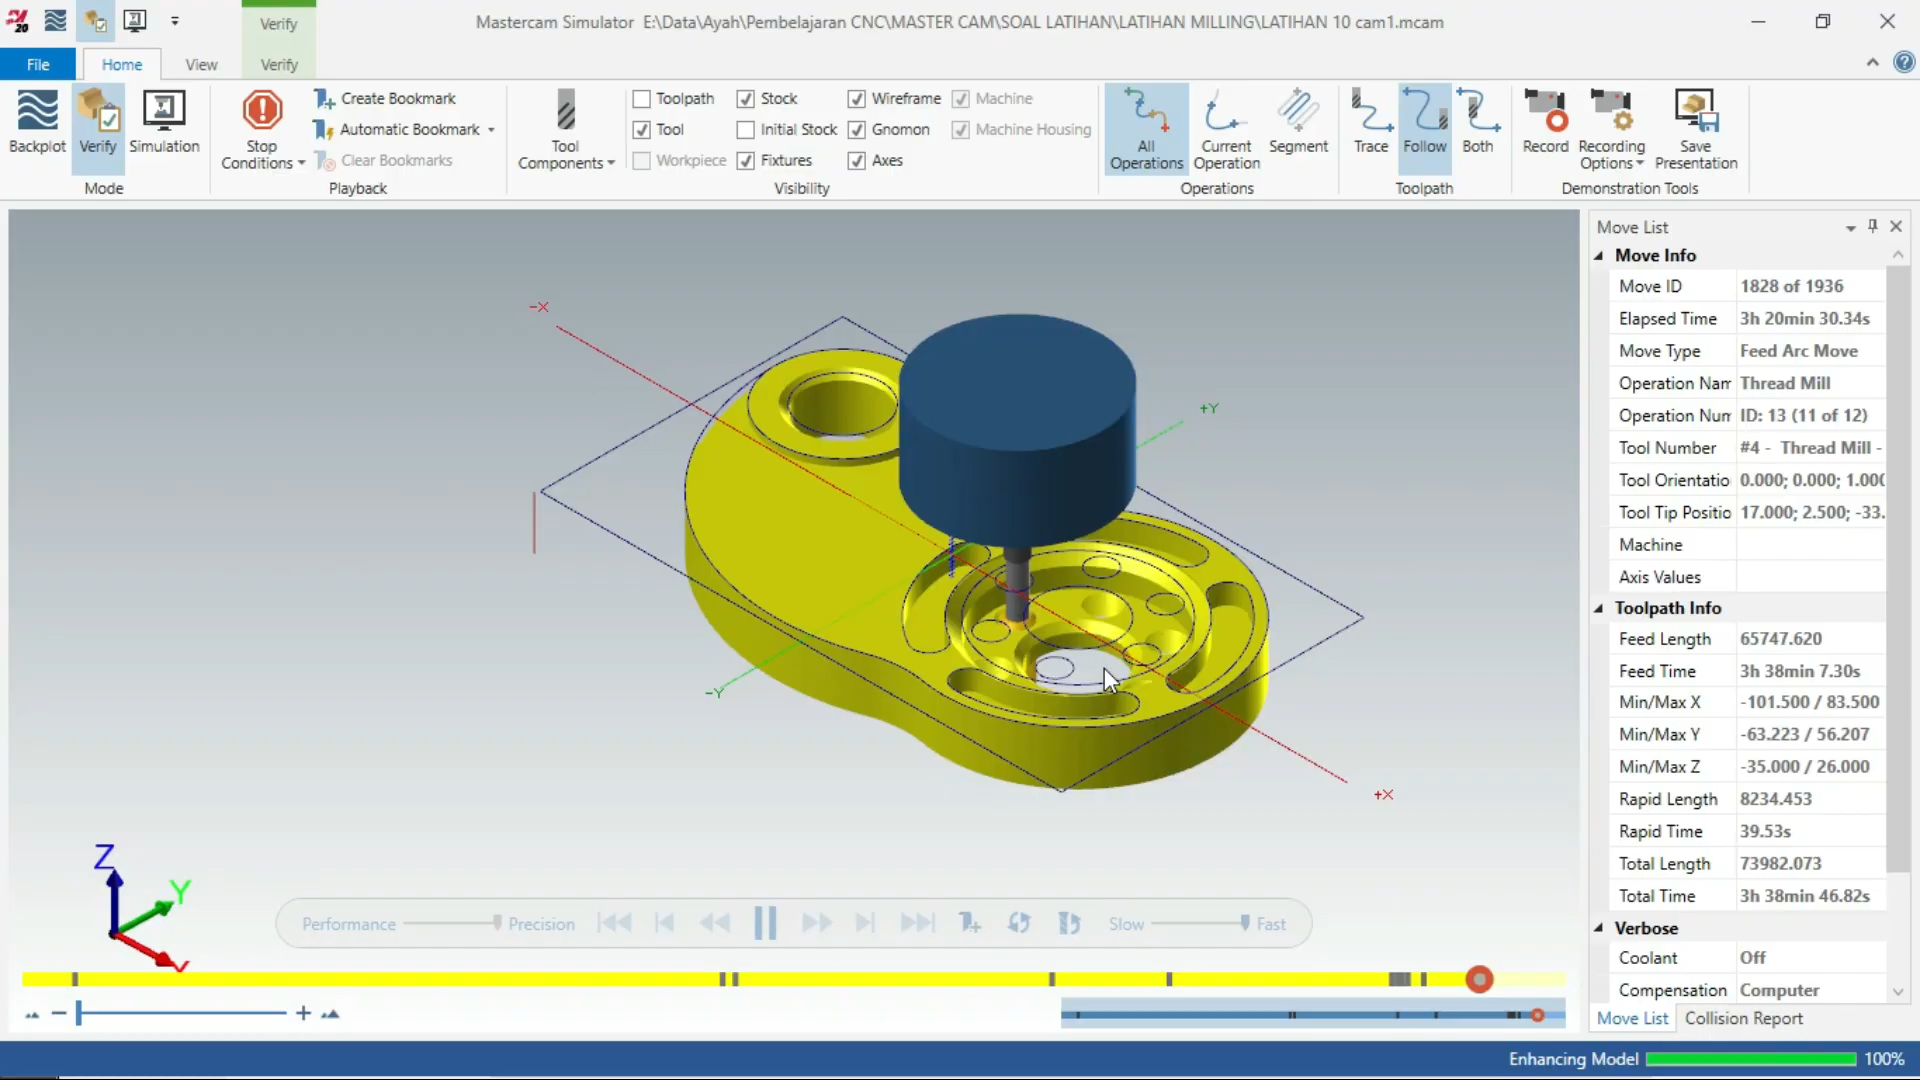 20
Verify
Mastercam Simulator E:\Data\Ayah\Pembelajaran CNC\MASTER CAM\SOAL LATIHAN\LATIHAN MILLING\LATIHAN 10 cam1.mcam
File
Home
View
Verify
Backplot
Verify
Simulation
Mode
Stop Conditions
Create Bookmark
Automatic Bookmark
Clear Bookmarks
Playback
Tool Components
Toolpath
Stock
Wireframe
Machine
Tool
Initial Stock
Gnomon
Machine Housing
Workpiece
Fixtures
Axes
Visibility
All Operations
Current Operation
Segment
Operations
Trace
Follow
Both
Toolpath
Record
Recording Options
Save Presentation
Demonstration Tools
-X
+Y
-Y
+X
Z
Y
Performance
Precision
Slow
Fast
Move List
Move Info
Move ID 1828 of 1936
Elapsed Time 3h 20min 30.34s
Move Type Feed Arc Move
Operation Nam Thread Mill
Operation Num ID: 13 (11 of 12)
Tool Number #4 - Thread Mill -
Tool Orientatio 0.000; 0.000; 1.000
Tool Tip Positio 17.000; 2.500; -33.
Machine
Axis Values
Toolpath Info
Feed Length 65747.620
Feed Time 3h 38min 7.30s
Min/Max X -101.500 / 83.500
Min/Max Y -63.223 / 56.207
Min/Max Z -35.000 / 26.000
Rapid Length 8234.453
Rapid Time 39.53s
Total Length 73982.073
Total Time 3h 38min 46.82s
Verbose
Coolant Off
Compensation Computer
Move List
Collision Report
Enhancing Model 100%